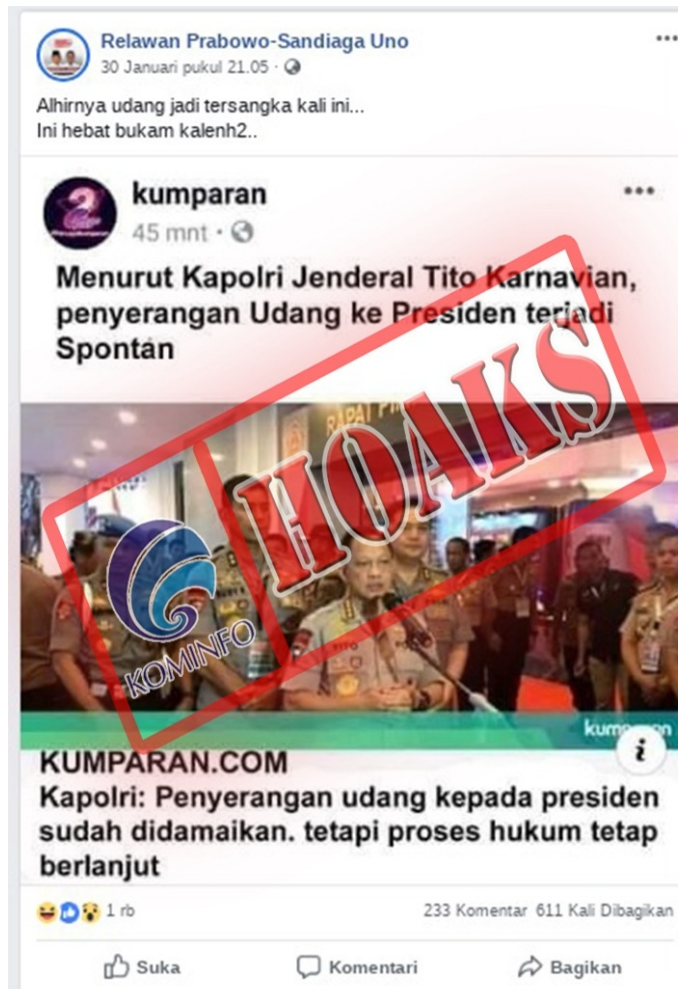 Relawan Prabowo-Sandiaga Uno
30 Januari pukul 21.05
Alhirnya udang jadi tersangka kali ini...
Ini hebat bukam kalenh2..
kumparan
45 mnt
Menurut Kapolri Jenderal Tito Karnavian,
penyerangan Udang ke Presiden terjadi
Spontan
RAPAT
HOAKS
KOMINFO
TITO
kumparan
KUMPARAN.COM
Kapolri: Penyerangan udang kepada presiden
sudah didamaikan. tetapi proses hukum tetap
berlanjut
1 rb
233 Komentar 611 Kali Dibagikan
Suka
Komentari
Bagikan